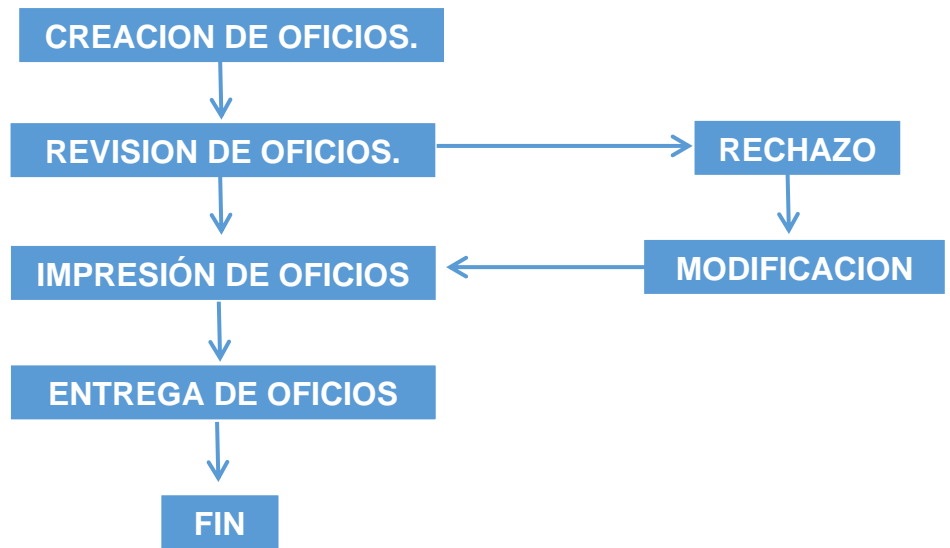 CREACION DE OFICIOS.
REVISION DE OFICIOS.
RECHAZO
IMPRESIÓN DE OFICIOS
MODIFICACION
ENTREGA DE OFICIOS
FIN